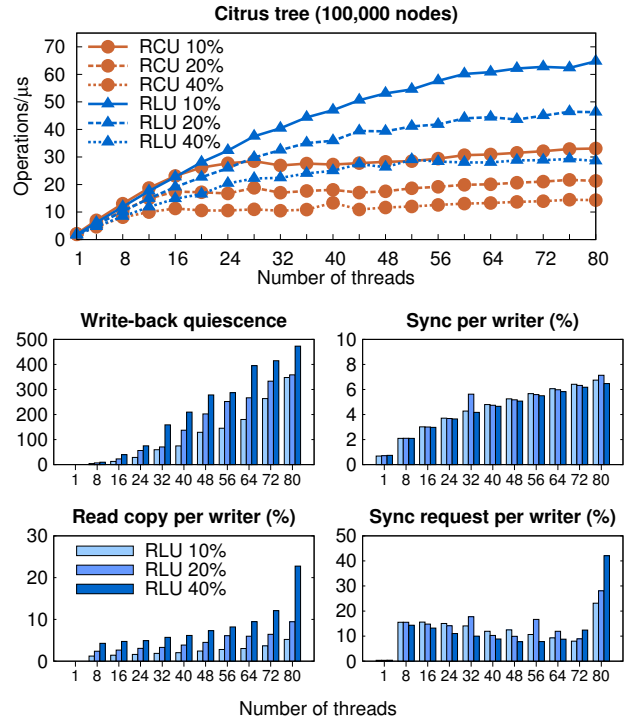 Citrus tree (100,000 nodes)
Operations/µs
70
60
50
40
30
20
10
0
RCU 10%
RCU 20%
RCU 40%
RLU 10%
RLU 20%
RLU 40%
1 8 16 24 32 40 48 56 64 72 80
Number of threads
Write-back quiescence
500
400
300
200
100
0
1 8 16 24 32 40 48 56 64 72 80
Sync per writer (%)
10
8
6
4
2
0
1 8 16 24 32 40 48 56 64 72 80
Read copy per writer (%)
30
20
10
0
RLU 10%
RLU 20%
RLU 40%
1 8 16 24 32 40 48 56 64 72 80
Sync request per writer (%)
50
40
30
20
10
0
1 8 16 24 32 40 48 56 64 72 80
Number of threads